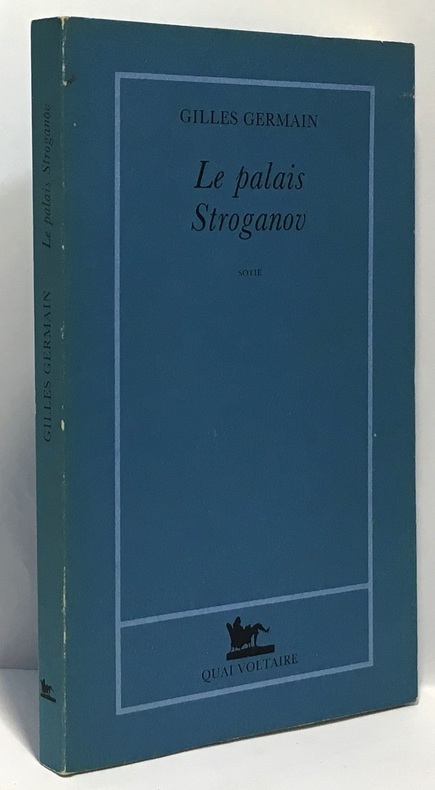 GILLES GERMAIN
Le palais
Stroganov
SOTIE
QUAI VOLTAIRE
GILLES GERMAIN Le palais Stroganov